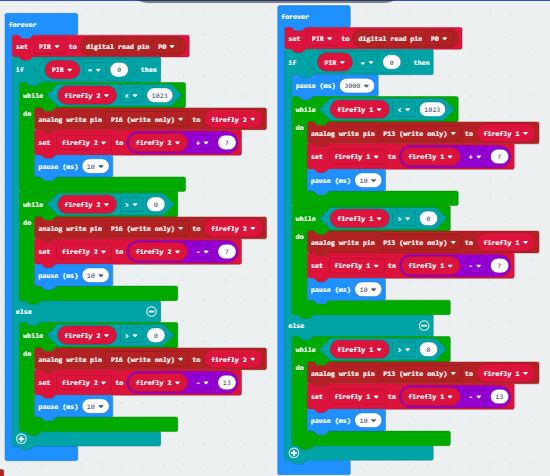 forever
set PIR to digital read pin P0
if PIR = 0 then
while firefly 2 < 1023
do
analog write pin P16 (write only) to firefly 2
set firefly 2 to firefly 2 + 7
pause (ms) 10
while firefly 2 > 0
do
analog write pin P16 (write only) to firefly 2
set firefly 2 to firefly 2 - 7
pause (ms) 10
else
while firefly 2 > 0
do
analog write pin P16 (write only) to firefly 2
set firefly 2 to firefly 2 - 13
pause (ms) 10
forever
set PIR to digital read pin P0
if PIR = 0 then
pause (ms) 3000
while firefly 1 < 1023
do
analog write pin P13 (write only) to firefly 1
set firefly 1 to firefly 1 + 7
pause (ms) 10
while firefly 1 > 0
do
analog write pin P13 (write only) to firefly 1
set firefly 1 to firefly 1 - 7
pause (ms) 10
else
while firefly 1 > 0
do
analog write pin P13 (write only) to firefly 1
set firefly 1 to firefly 1 - 13
pause (ms) 10